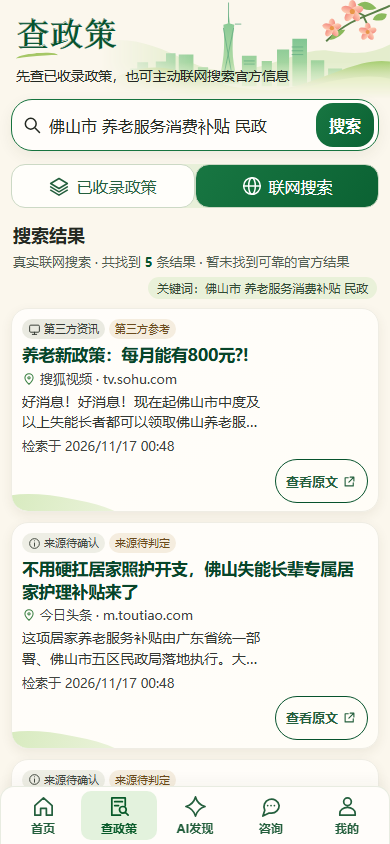 查政策
先查已收录政策，也可主动联网搜索官方信息
佛山市 养老服务消费补贴 民政
搜索
已收录政策
联网搜索
搜索结果
真实联网搜索 · 共找到 5 条结果 · 暂未找到可靠的官方结果
关键词：佛山市 养老服务消费补贴 民政
第三方资讯
第三方参考
养老新政策：每月能有800元?!
搜狐视频 · tv.sohu.com
好消息！好消息！现在起佛山市中度及
以上失能长者都可以领取佛山养老服...
检索于 2026/11/17 00:48
查看原文
来源待确认
来源待判定
不用硬扛居家照护开支，佛山失能长辈专属居
家护理补贴来了
今日头条 · m.toutiao.com
这项居家养老服务补贴由广东省统一部
署、佛山市五区民政局落地执行。大...
检索于 2026/11/17 00:48
查看原文
来源待确认
来源待判定
首页
查政策
AI发现
咨询
我的